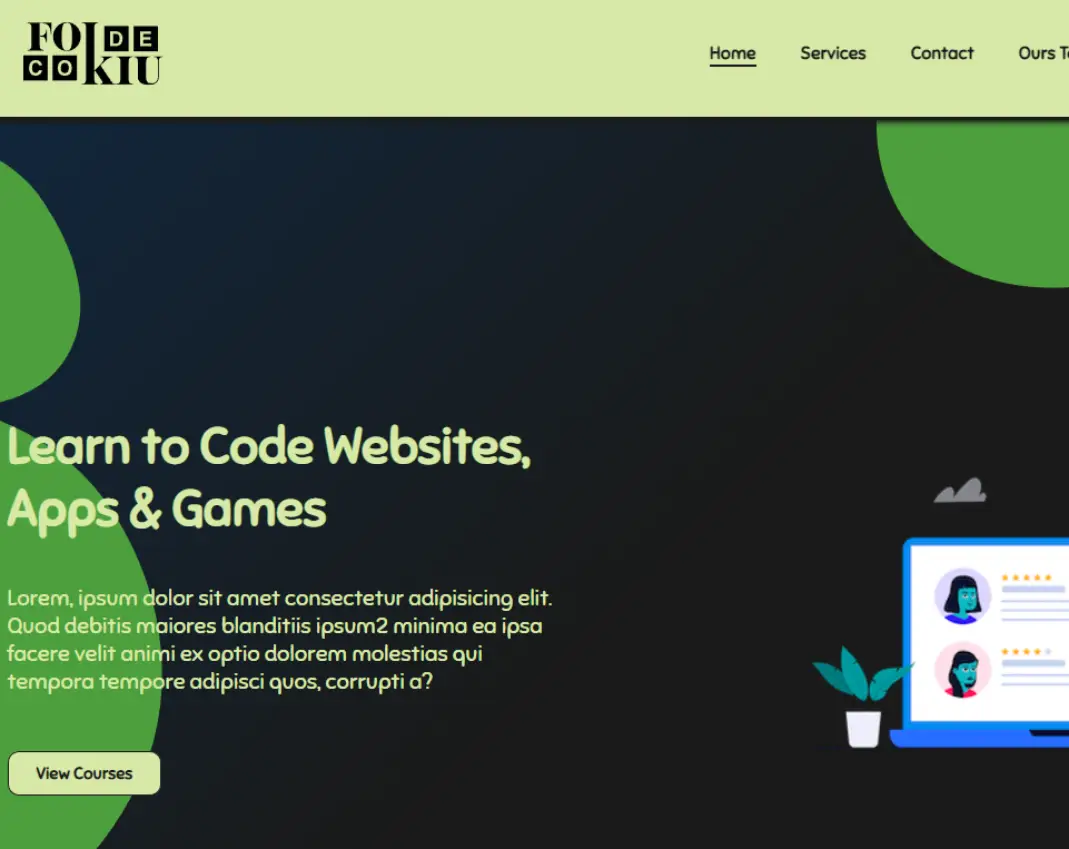 FOL DE
CO KIU
Home Services Contact Ours
Learn to Code Websites,
Apps & Games
Lorem, ipsum dolor sit amet consectetur adipisicing elit.
Quod debitis maiores blanditiis ipsum2 minima ea ipsa
facere velit animi ex optio dolorem molestias qui
tempora tempore adipisci quos, corrupti a?
View Courses